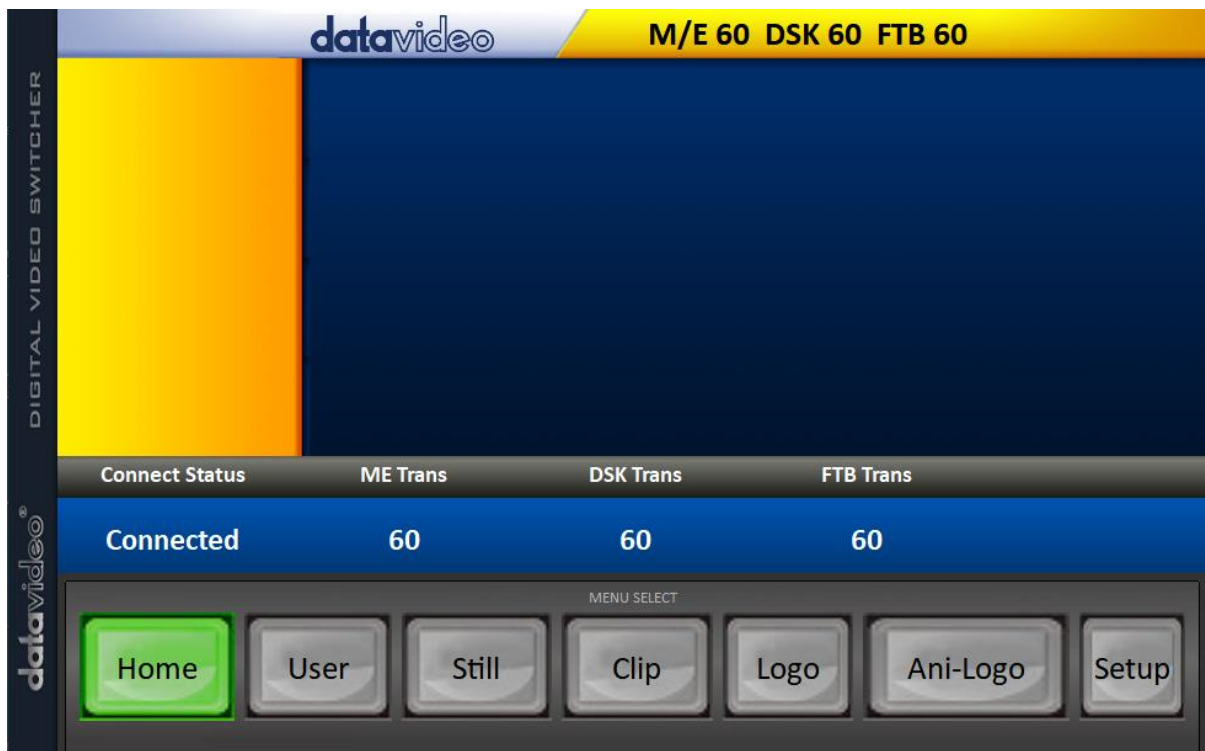 datavideo M/E 60 DSK 60 FTB 60
DIGITAL VIDEO SWITCHER
datavideo®
Connect Status ME Trans DSK Trans FTB Trans
Connected 60 60 60
MENU SELECT
Home User Still Clip Logo Ani-Logo Setup